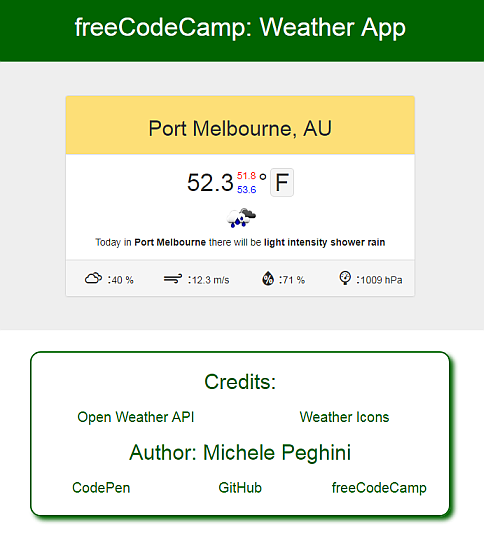 freeCodeCamp: Weather App
Port Melbourne, AU
52.3 51.8 ° F
53.6
Today in Port Melbourne there will be light intensity shower rain
:40 % :12.3 m/s % :71 % :1009 hPa
Credits:
Open Weather API Weather Icons
Author: Michele Peghini
CodePen GitHub freeCodeCamp